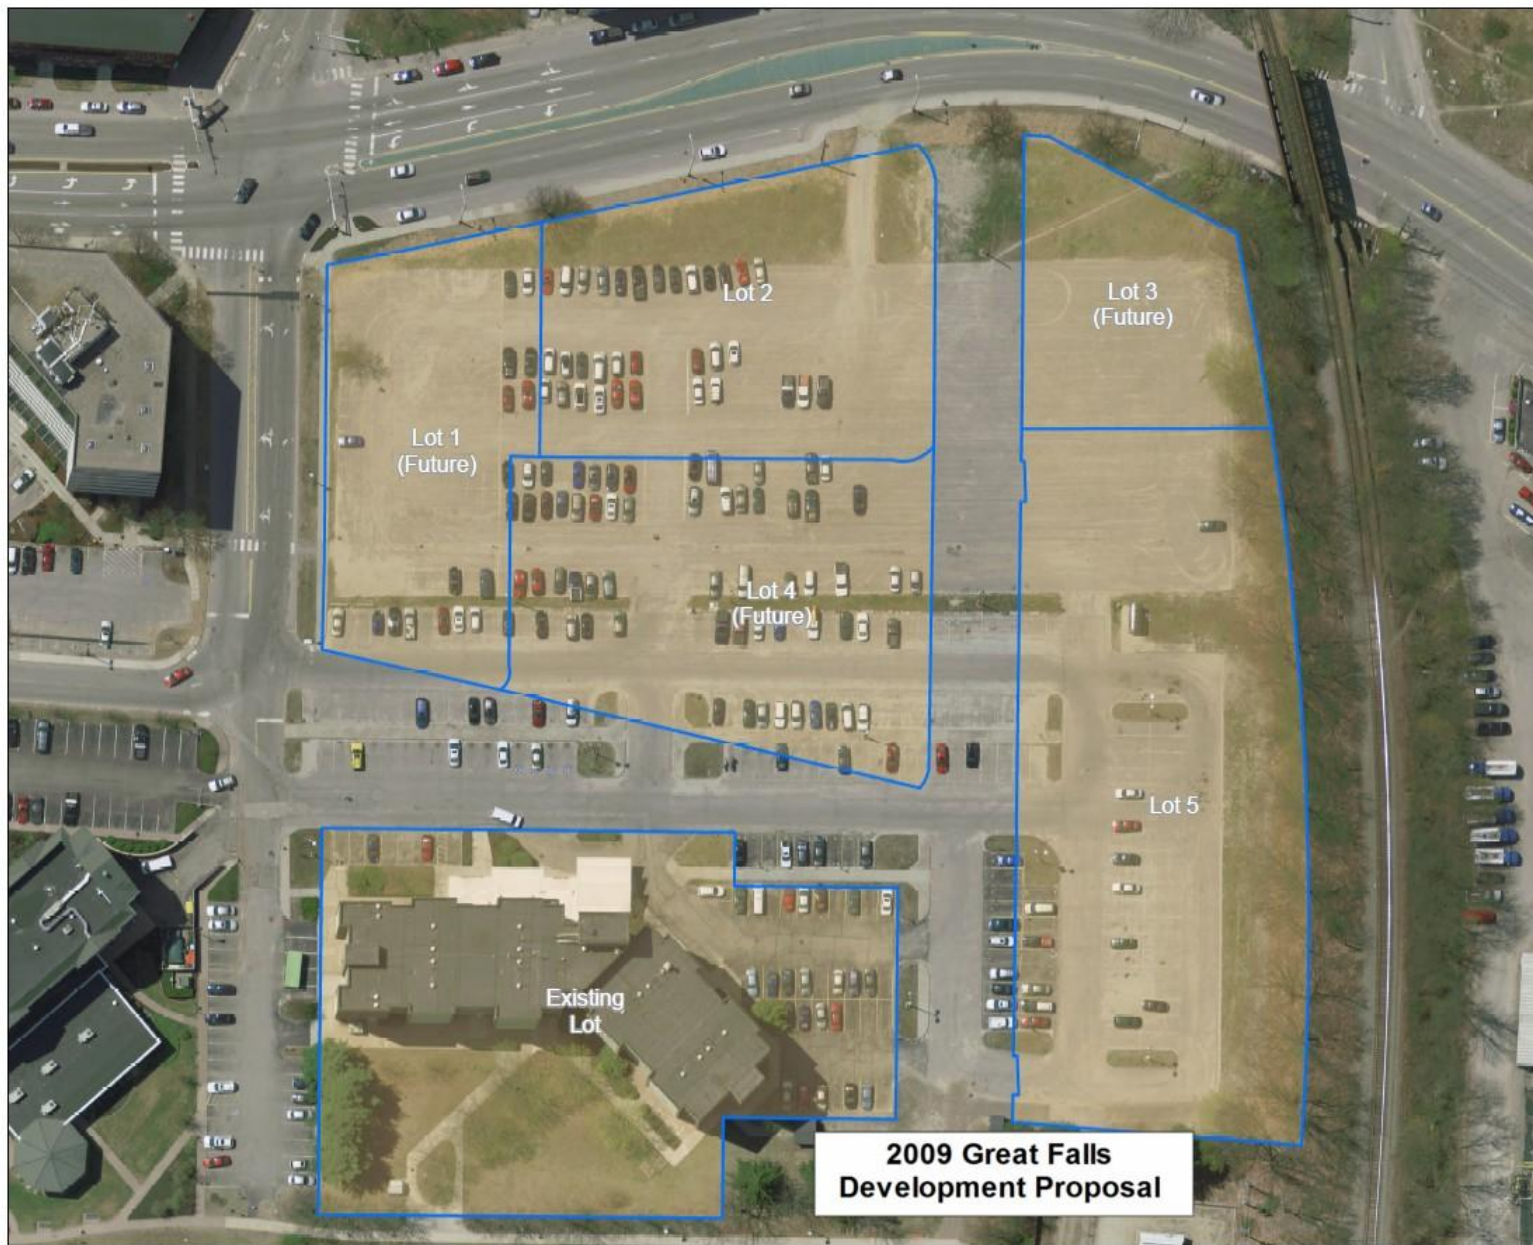 Lot 2
Lot 3
(Future)
Lot 1
(Future)
Lot 4
(Future)
Lot 5
Existing
Lot
2009 Great Falls
Development Proposal